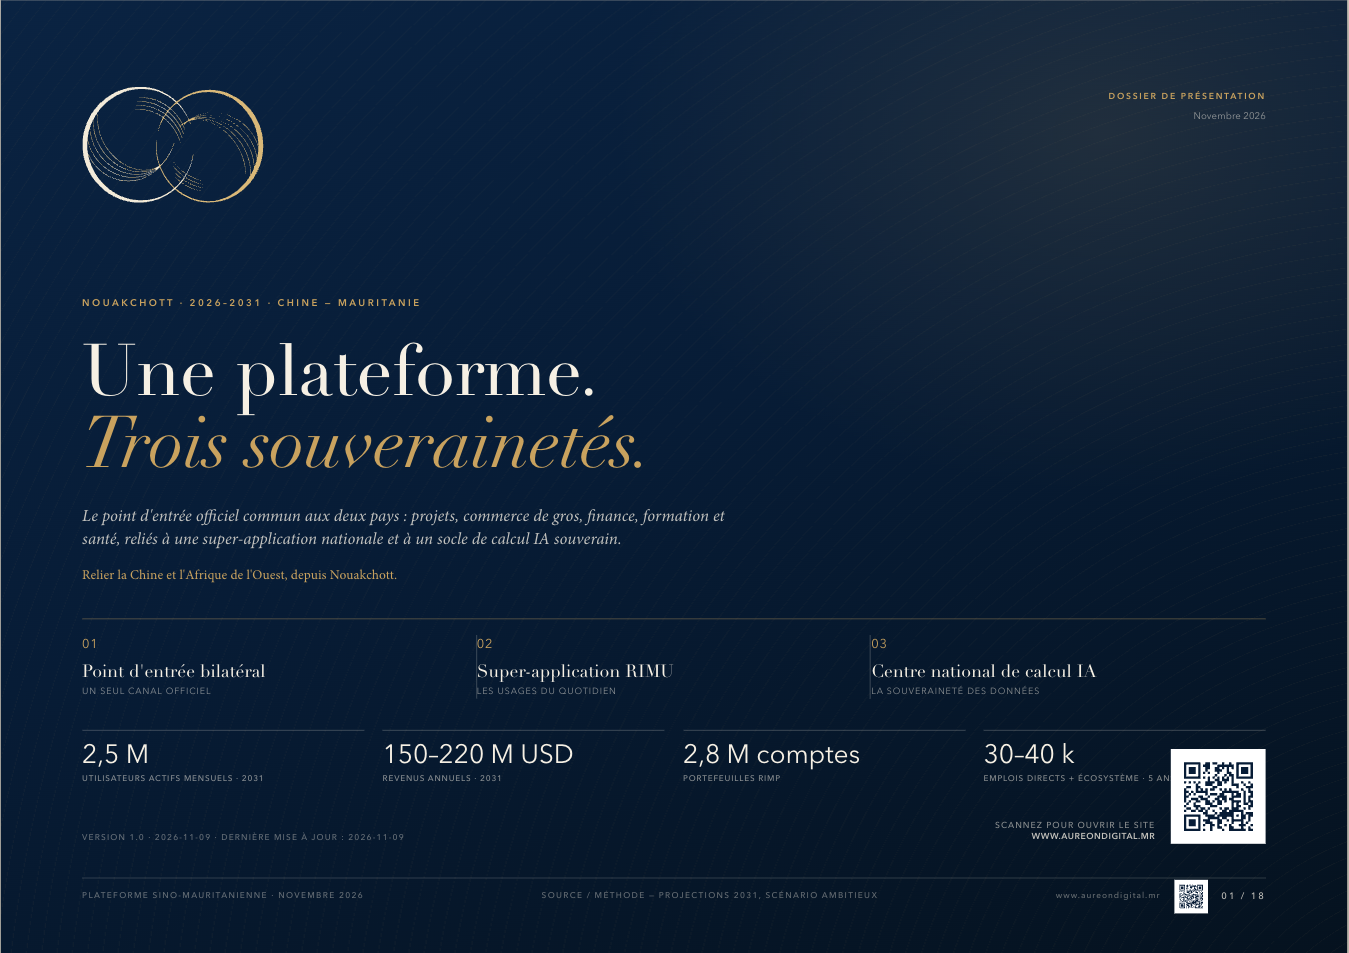 DOSSIER DE PRÉSENTATION
Novembre 2026
NOUAKCHOTT · 2026–2031 · CHINE – MAURITANIE
Une plateforme.
Trois souverainetés.
Le point d'entrée officiel commun aux deux pays : projets, commerce de gros, finance, formation et
santé, reliés à une super-application nationale et à un socle de calcul IA souverain.
Relier la Chine et l'Afrique de l'Ouest, depuis Nouakchott.
01
Point d'entrée bilatéral
UN SEUL CANAL OFFICIEL
02
Super-application RIMU
LES USAGES DU QUOTIDIEN
03
Centre national de calcul IA
LA SOUVERAINETÉ DES DONNÉES
2,5 M
UTILISATEURS ACTIFS MENSUELS · 2031
150–220 M USD
REVENUS ANNUELS · 2031
2,8 M comptes
PORTEFEUILLES RIMP
30–40 k
EMPLOIS DIRECTS + ÉCOSYSTÈME · 5 AN
SCANNEZ POUR OUVRIR LE SITE
WWW.AUREONDIGITAL.MR
VERSION 1.0 · 2026-11-09 · DERNIÈRE MISE À JOUR : 2026-11-09
PLATEFORME SINO-MAURITANIENNE · NOVEMBRE 2026
SOURCE / MÉTHODE – PROJECTIONS 2031, SCÉNARIO AMBITIEUX
www.aureondigital.mr
01 / 18